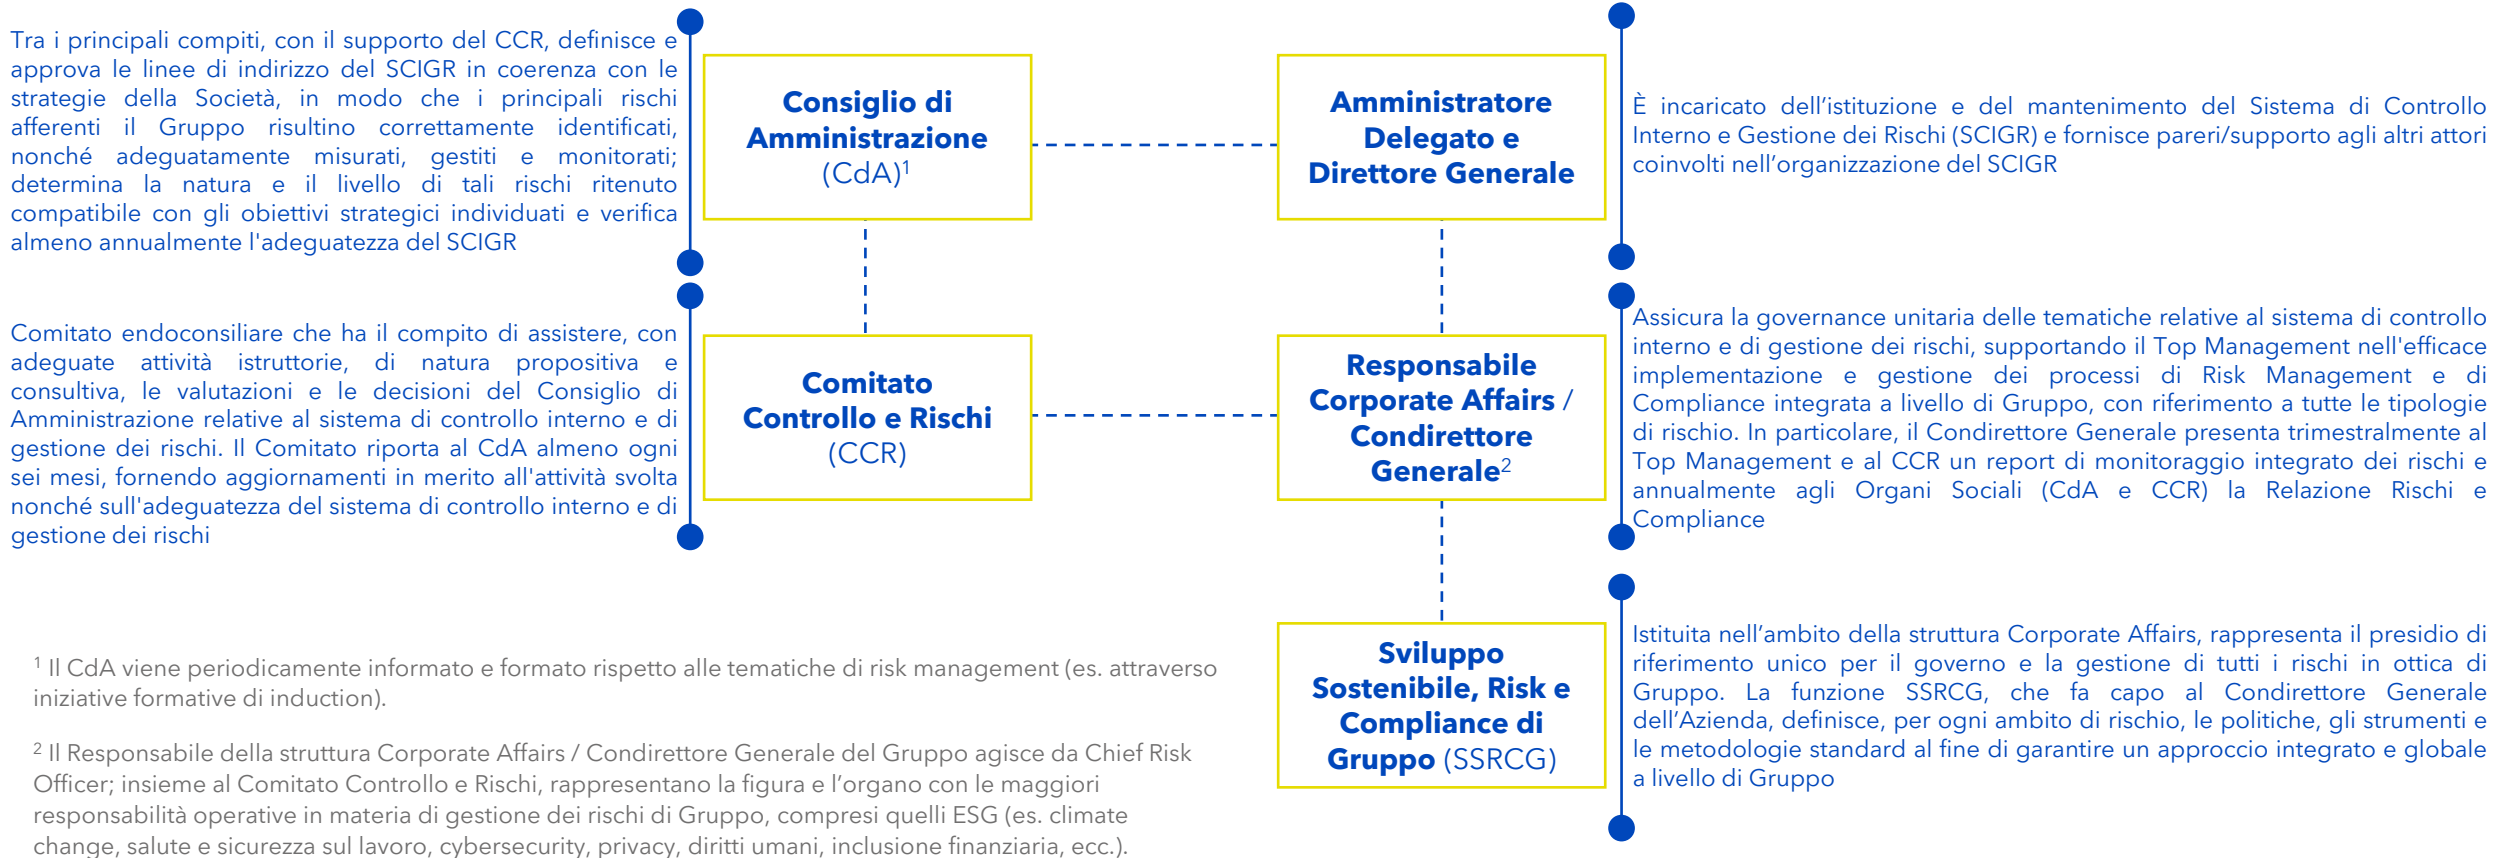 Tra i principali compiti, con il supporto del CCR, definisce e
approva le linee di indirizzo del SCIGR in coerenza con le
strategie della Società, in modo che i principali rischi
afferenti il Gruppo risultino correttamente identificati,
nonché adeguatamente misurati, gestiti e monitorati;
determina la natura e il livello di tali rischi ritenuto
compatibile con gli obiettivi strategici individuati e verifica
almeno annualmente l'adeguatezza del SCIGR
Consiglio di
Amministrazione
(CdA)¹
Amministratore
Delegato e
Direttore Generale
È incaricato dell’istituzione e del mantenimento del Sistema di Controllo
Interno e Gestione dei Rischi (SCIGR) e fornisce pareri/supporto agli altri attori
coinvolti nell’organizzazione del SCIGR
Comitato endoconsiliare che ha il compito di assistere, con
adeguate attività istruttorie, di natura propositiva e
consultiva, le valutazioni e le decisioni del Consiglio di
Amministrazione relative al sistema di controllo interno e di
gestione dei rischi. Il Comitato riporta al CdA almeno ogni
sei mesi, fornendo aggiornamenti in merito all'attività svolta
nonché sull'adeguatezza del sistema di controllo interno e di
gestione dei rischi
Comitato
Controllo e Rischi
(CCR)
Responsabile
Corporate Affairs /
Condirettore
Generale²
Assicura la governance unitaria delle tematiche relative al sistema di controllo
interno e di gestione dei rischi, supportando il Top Management nell'efficace
implementazione e gestione dei processi di Risk Management e di
Compliance integrata a livello di Gruppo, con riferimento a tutte le tipologie
di rischio. In particolare, il Condirettore Generale presenta trimestralmente al
Top Management e al CCR un report di monitoraggio integrato dei rischi e
annualmente agli Organi Sociali (CdA e CCR) la Relazione Rischi e
Compliance
Sviluppo
Sostenibile, Risk e
Compliance di
Gruppo (SSRCG)
Istituita nell’ambito della struttura Corporate Affairs, rappresenta il presidio di
riferimento unico per il governo e la gestione di tutti i rischi in ottica di
Gruppo. La funzione SSRCG, che fa capo al Condirettore Generale
dell’Azienda, definisce, per ogni ambito di rischio, le politiche, gli strumenti e
le metodologie standard al fine di garantire un approccio integrato e globale
a livello di Gruppo
¹ Il CdA viene periodicamente informato e formato rispetto alle tematiche di risk management (es. attraverso
iniziative formative di induction).
² Il Responsabile della struttura Corporate Affairs / Condirettore Generale del Gruppo agisce da Chief Risk
Officer; insieme al Comitato Controllo e Rischi, rappresentano la figura e l’organo con le maggiori
responsabilità operative in materia di gestione dei rischi di Gruppo, compresi quelli ESG (es. climate
change, salute e sicurezza sul lavoro, cybersecurity, privacy, diritti umani, inclusione finanziaria, ecc.).